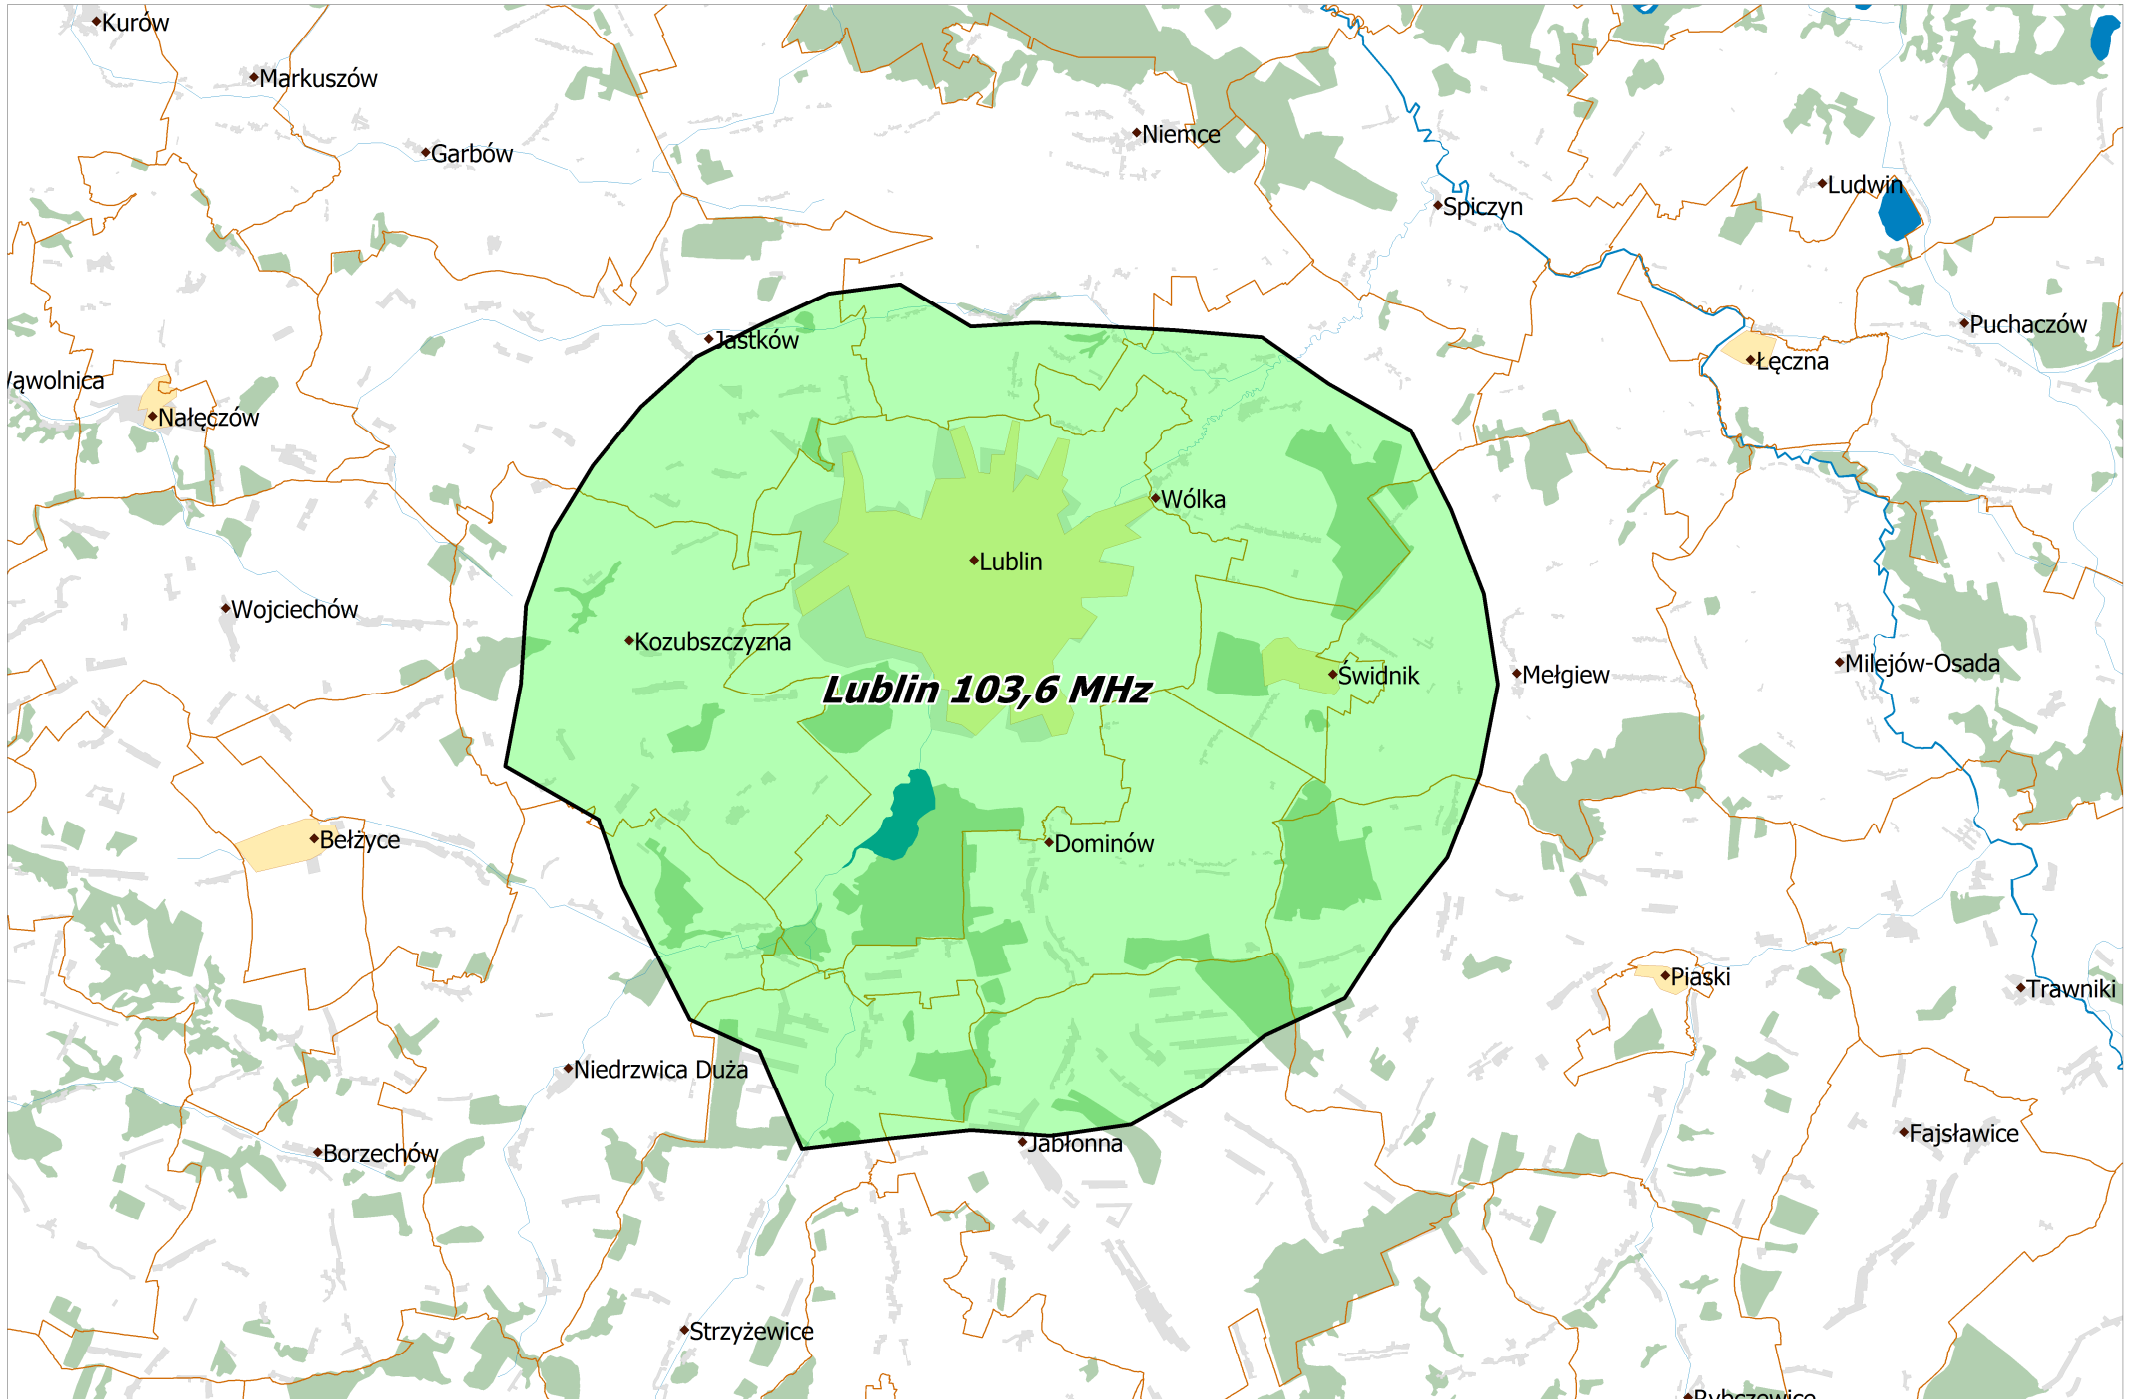 Kurów
Markuszów
Garbów
Niemce
Ludwin
Spiczyn
Puchaczów
Jastków
Łęczna
Nałęczów
Wólka
Lublin
Wojciechów
Kozubszczyzna
Milejów-Osada
Świdnik
Mełgiew
Lublin 103,6 MHz
Bełżyce
Dominów
Piaski
Trawniki
Niedrzwica Duża
Fajsławice
Jabłonna
Borzechów
Strzyżewice